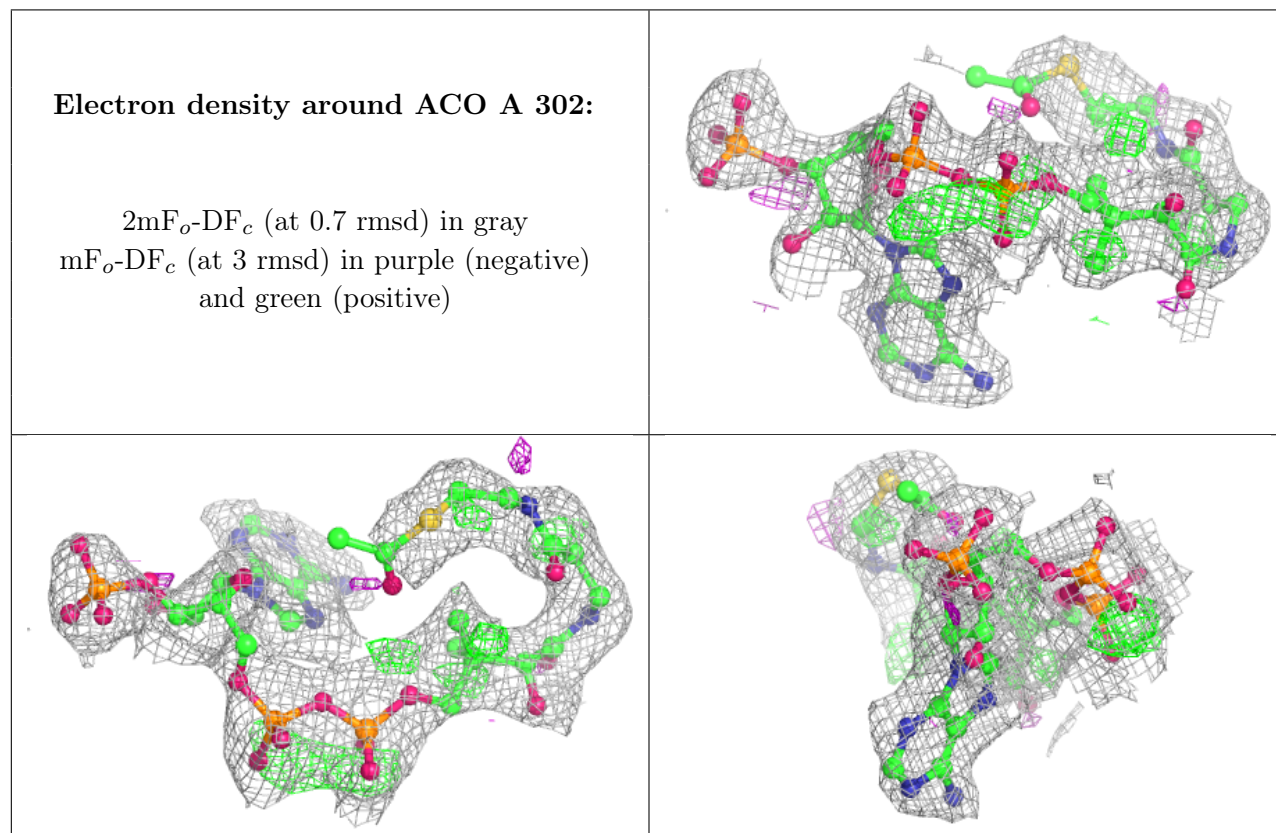 Electron density around ACO A 302:
2mFo-DFc (at 0.7 rmsd) in gray
mFo-DFc (at 3 rmsd) in purple (negative)
and green (positive)